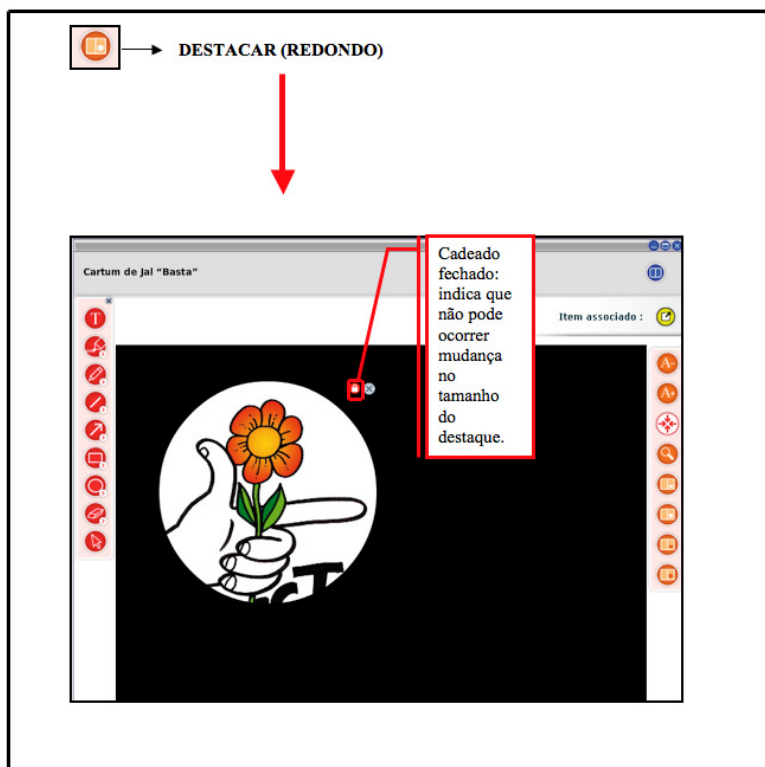 DESTACAR (REDONDO)
Cartum de Jal “Basta”
Cadeado
fechado:
indica que
não pode
ocorrer
mudança
no
tamanho
do
destaque.
Item associado :
T
A-
A+